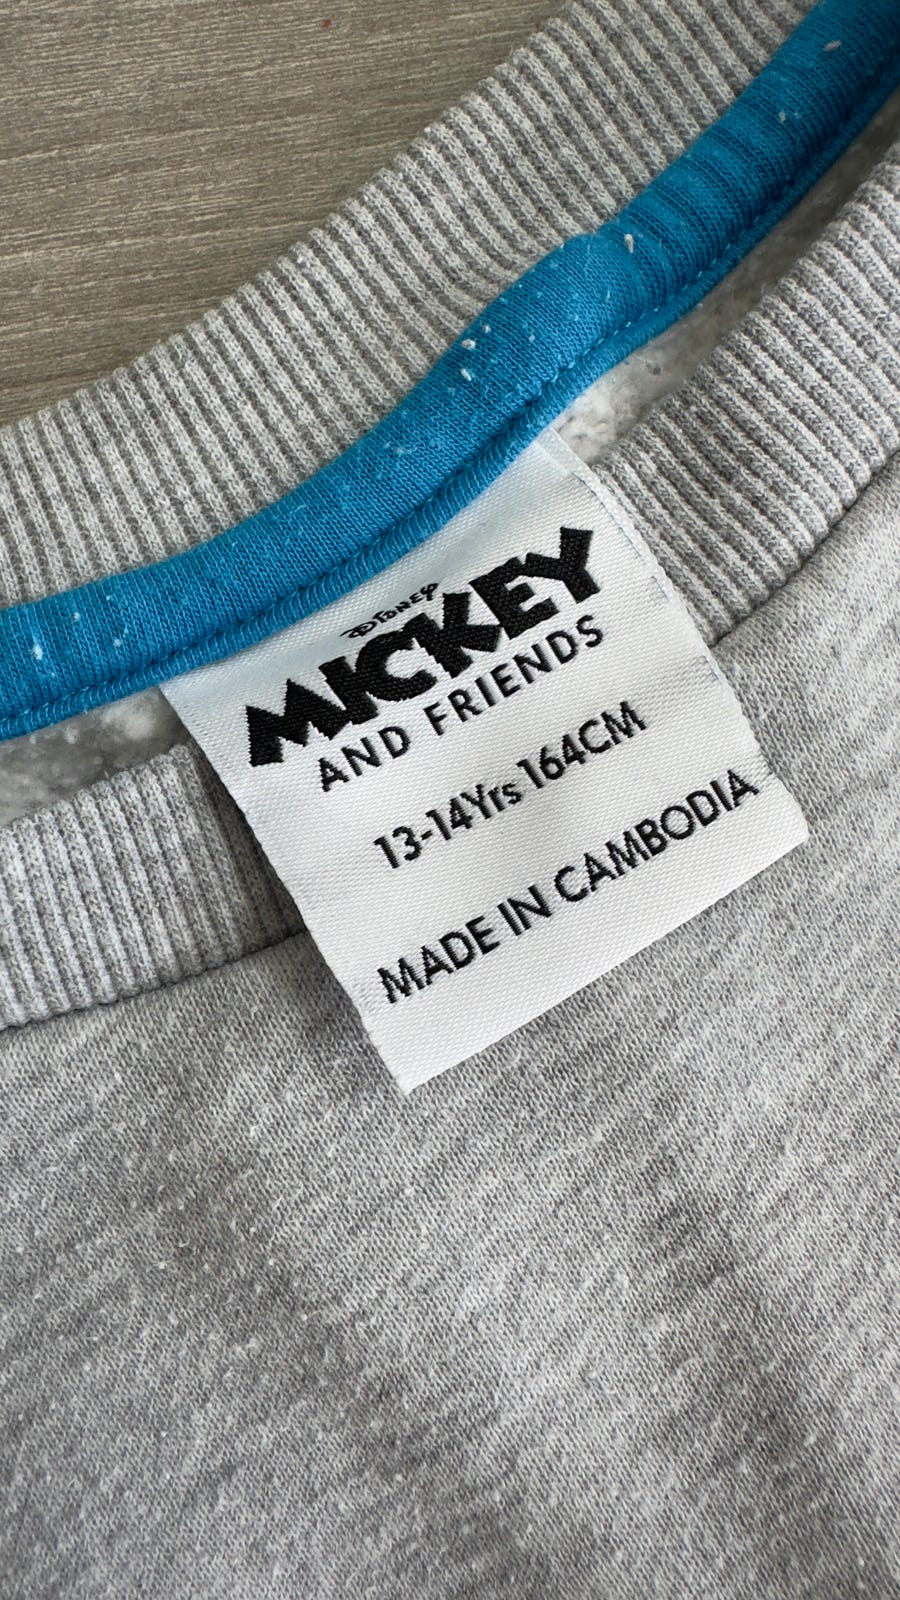 DISNEY
MICKEY
AND FRIENDS
13-14Yrs 164CM
MADE IN CAMBODIA